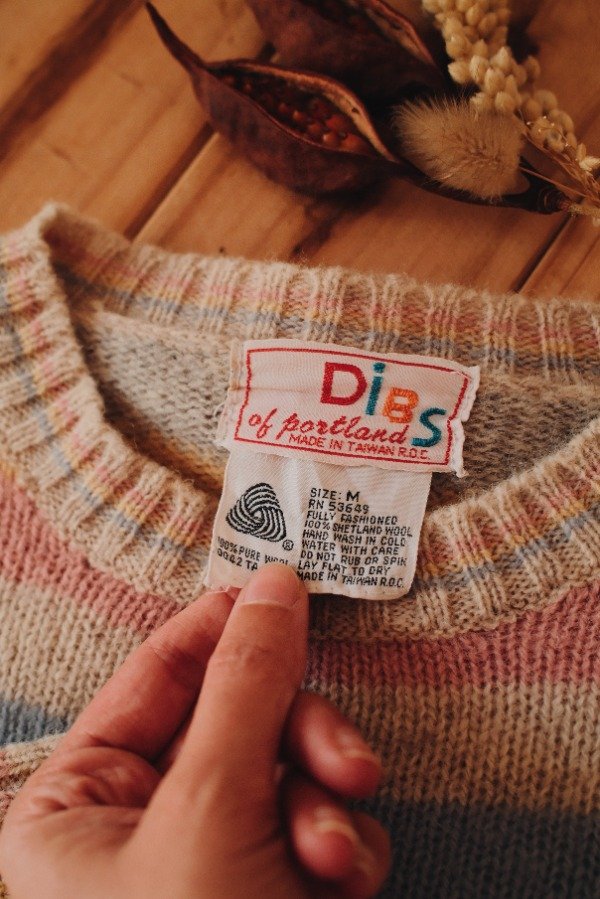 DiBS
of portland
MADE IN TAIWAN R.O.C.
SIZE: M
RN 53649
FULLY FASHIONED
100% SHETLAND WOOL
HAND WASH IN COLD
WATER WITH CARE
DO NOT RUB OR SPIN
LAY FLAT TO DRY
MADE IN TAIWAN R.O.C.
®
100% PURE WOOL